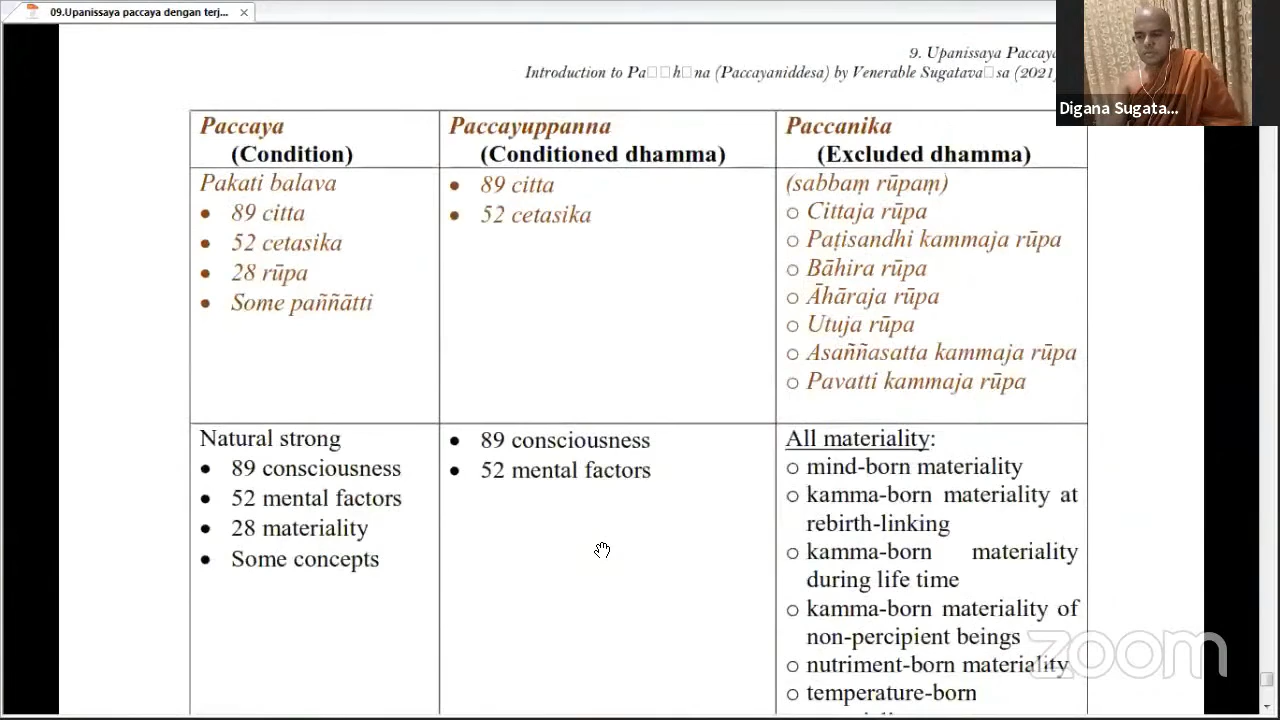 09.Upanissaya paccaya dengan terj...
9. Upanissaya Paccaya
Introduction to Pa□□h□na (Paccayaniddesa) by Venerable Sugatava□sa (2021)
Digana Sugata...
Paccaya
(Condition)
Paccayuppanna
(Conditioned dhamma)
Paccanika
(Excluded dhamma)
Pakati balava
• 89 citta
• 52 cetasika
• 28 rūpa
• Some paññātti
• 89 citta
• 52 cetasika
(sabbaṃ rūpaṃ)
○ Cittaja rūpa
○ Paṭisandhi kammaja rūpa
○ Bāhira rūpa
○ Āhāraja rūpa
○ Utuja rūpa
○ Asaññasatta kammaja rūpa
○ Pavatti kammaja rūpa
Natural strong
• 89 consciousness
• 52 mental factors
• 28 materiality
• Some concepts
• 89 consciousness
• 52 mental factors
All materiality:
○ mind-born materiality
○ kamma-born materiality at
rebirth-linking
○ kamma-born materiality
during life time
○ kamma-born materiality of
non-percipient beings
○ nutriment-born materiality
○ temperature-born
zoom